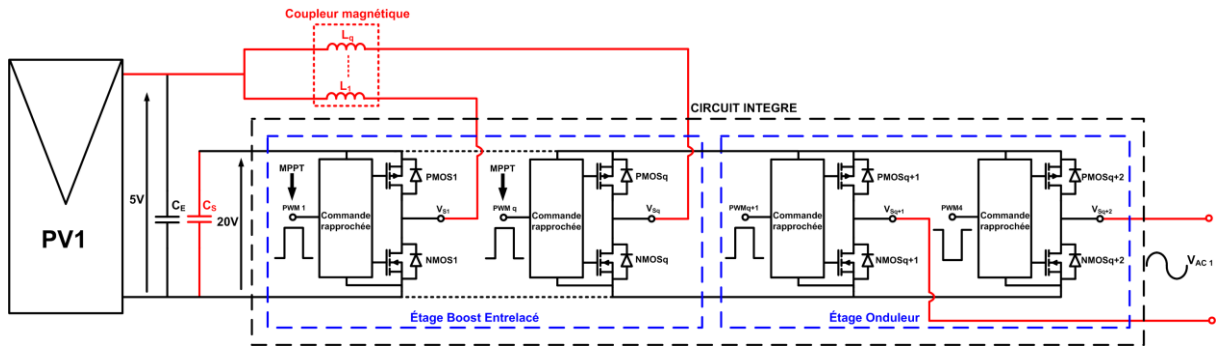 Coupleur magnétique
Lq
L1
CIRCUIT INTEGRE
PV1
5V
CE
CS
20V
MPPT
PWM 1
Commande rapprochée
PMOS1
VS1
NMOS1
MPPT
PWM q
Commande rapprochée
PMOSq
VSq
NMOSq
PWMq+1
Commande rapprochée
PMOSq+1
VSq+1
NMOSq+1
PWM4
Commande rapprochée
PMOSq+2
VSq+2
NMOSq+2
VAC 1
Étage Boost Entrelacé
Étage Onduleur